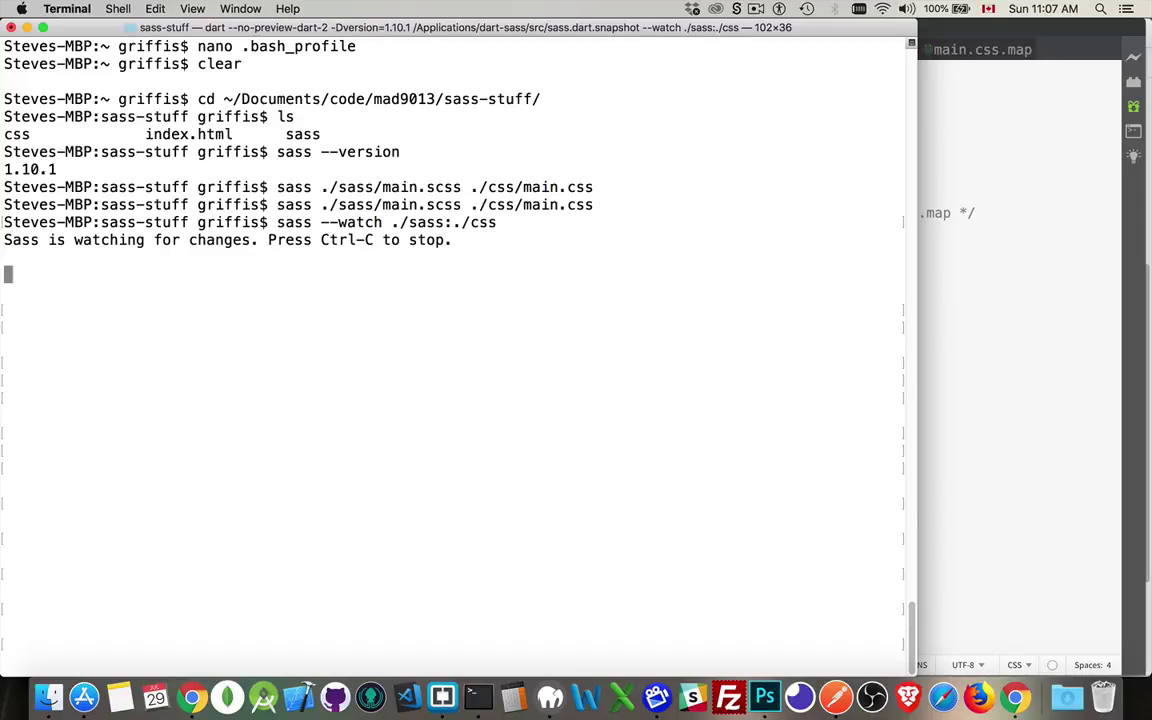 Terminal Shell Edit View Window Help 100% Sun 11:07 AM
sass-stuff — dart --no-preview-dart-2 -Dversion=1.10.1 /Applications/dart-sass/src/sass.dart.snapshot --watch ./sass:./css — 102×36
Steves-MBP:~ griffis$ nano .bash_profile
main.css.map
Steves-MBP:~ griffis$ clear
Steves-MBP:~ griffis$ cd ~/Documents/code/mad9013/sass-stuff/
Steves-MBP:sass-stuff griffis$ ls
css index.html sass
Steves-MBP:sass-stuff griffis$ sass --version
1.10.1
Steves-MBP:sass-stuff griffis$ sass ./sass/main.scss ./css/main.css
Steves-MBP:sass-stuff griffis$ sass ./sass/main.scss ./css/main.css
.map */
Steves-MBP:sass-stuff griffis$ sass --watch ./sass:./css
Sass is watching for changes. Press Ctrl-C to stop.
NS UTF-8 CSS Spaces: 4